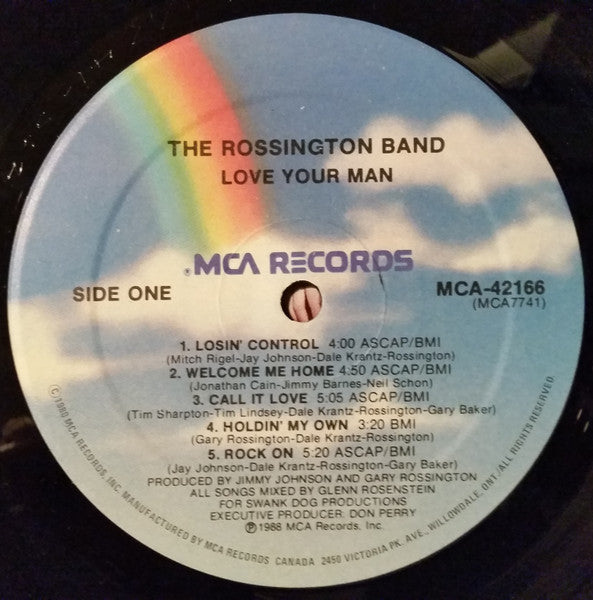 THE ROSSINGTON BAND
LOVE YOUR MAN
®MCA RECORDS
SIDE ONE
MCA-42166
(MCA7741)
1. LOSIN' CONTROL 4:00 ASCAP/BMI
(Mitch Rigel-Jay Johnson-Dale Krantz-Rossington)
2. WELCOME ME HOME 4:50 ASCAP/BMI
(Jonathan Cain-Jimmy Barnes-Neil Schon)
3. CALL IT LOVE 5:05 ASCAP/BMI
(Tim Sharpton-Tim Lindsey-Dale Krantz-Rossington-Gary Baker)
4. HOLDIN' MY OWN 3:20 BMI
(Gary Rossington-Dale Krantz-Rossington)
5. ROCK ON 5:20 ASCAP/BMI
(Jay Johnson-Dale Krantz-Rossington-Gary Baker)
PRODUCED BY JIMMY JOHNSON AND GARY ROSSINGTON
ALL SONGS MIXED BY GLENN ROSENSTEIN
FOR SWANK DOG PRODUCTIONS
EXECUTIVE PRODUCER: DON PERRY
℗1988 MCA Records, Inc.
©1980 MCA RECORDS, INC. MANUFACTURED BY MCA RECORDS CANADA 2450 VICTORIA PK. AVE., WILLOWDALE, ONT./ALL RIGHTS RESERVED.